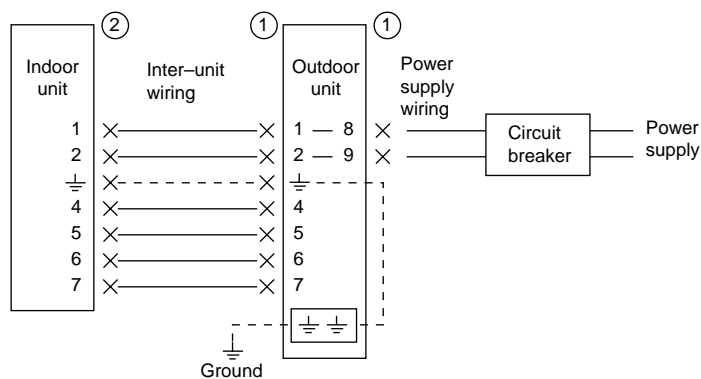 2
1
1
Indoor
unit
Inter–unit
wiring
Outdoor
unit
Power
supply
wiring
1
1 — 8
2
2 — 9
4
4
5
5
6
6
7
7
Circuit
breaker
Power
supply
Ground